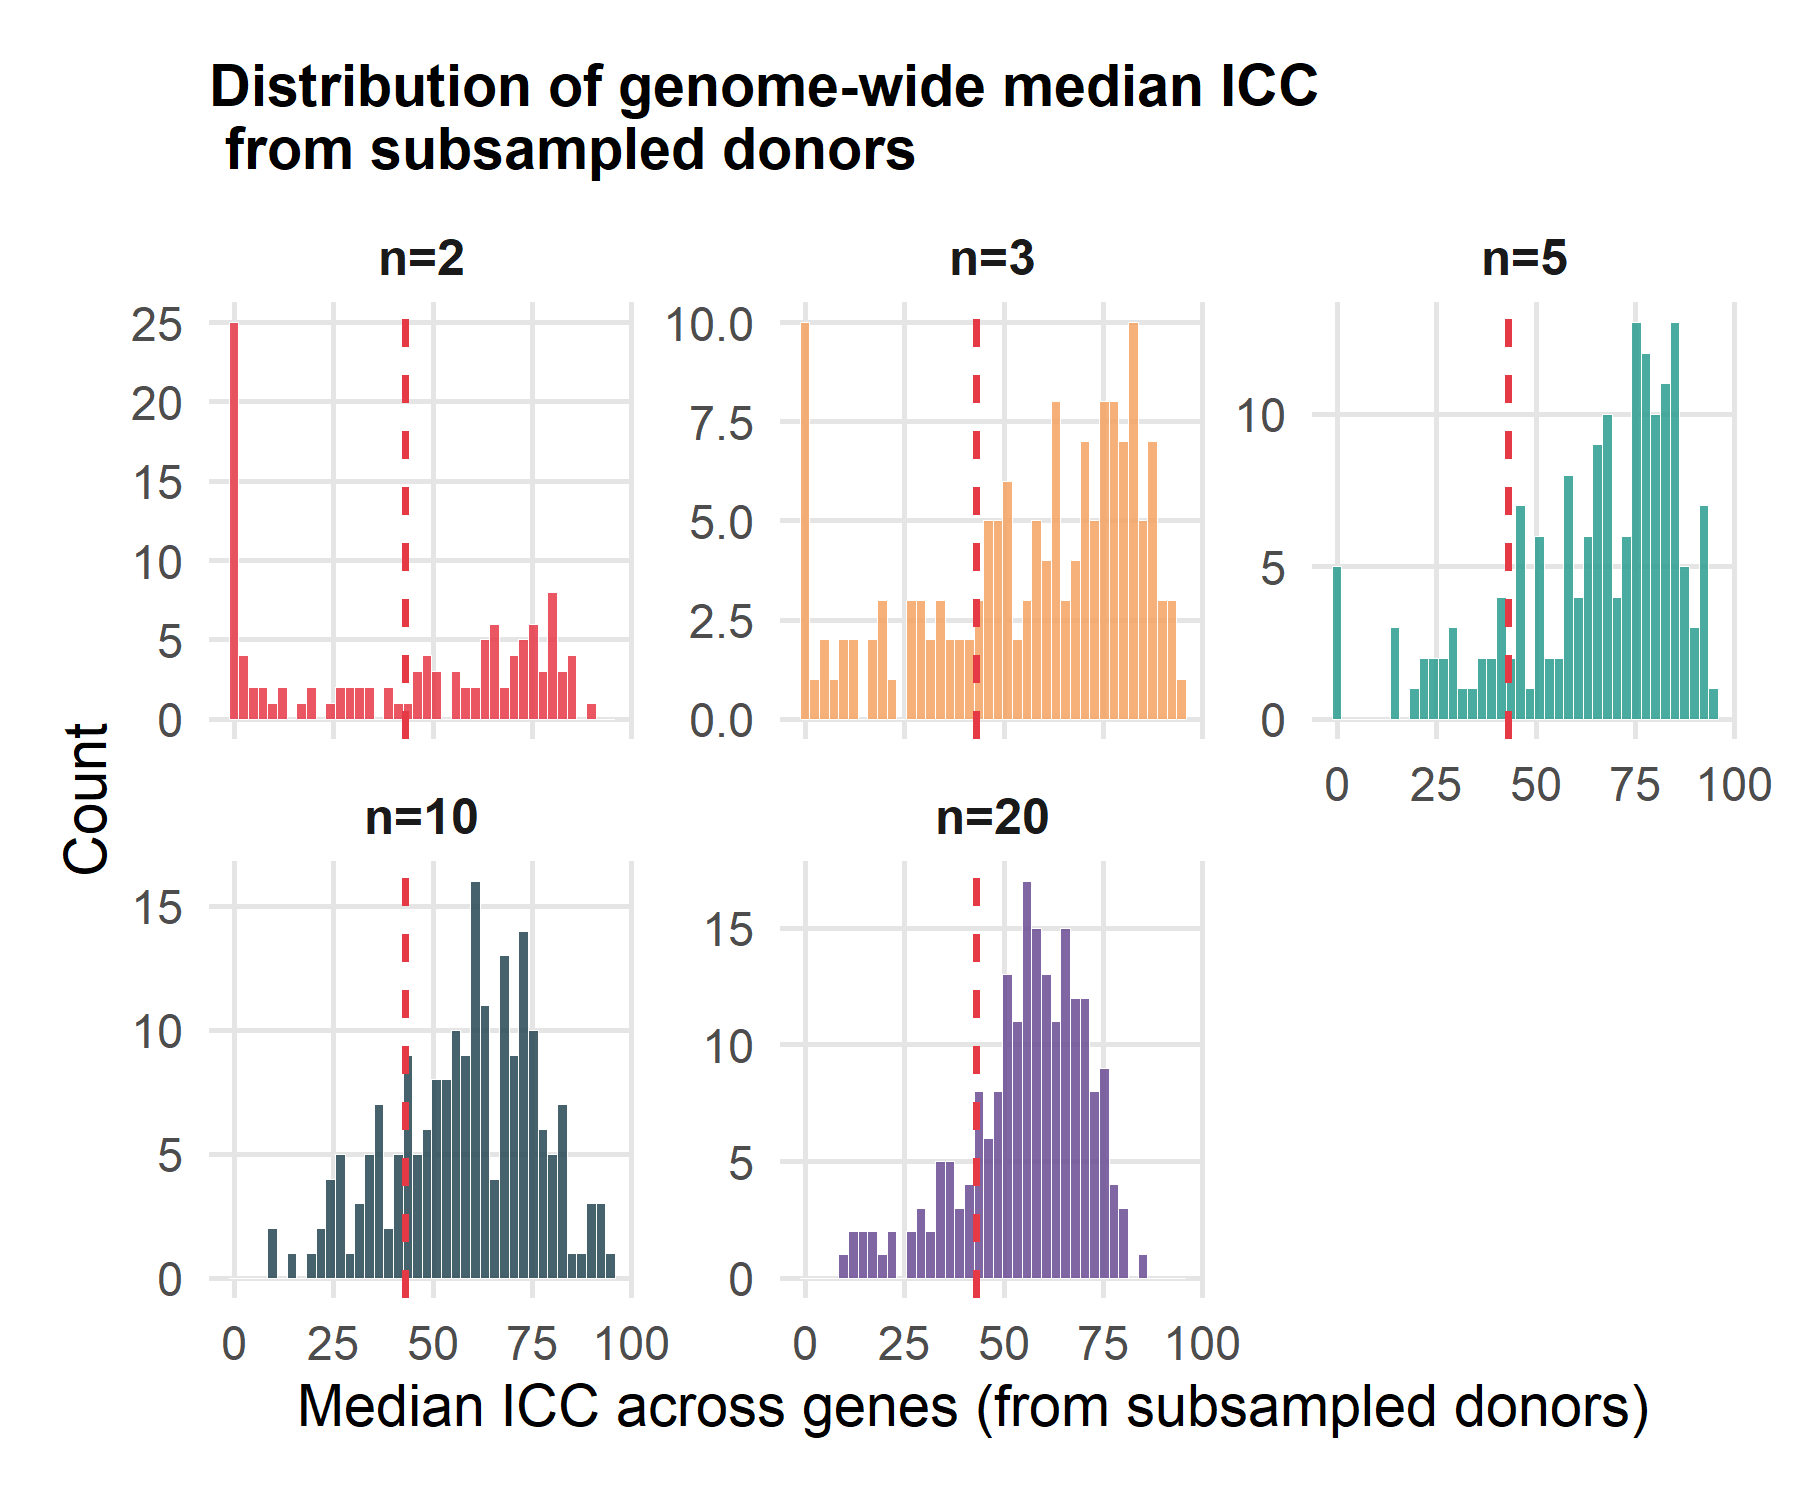 Distribution of genome-wide median ICC
from subsampled donors
n=2
n=3
n=5
25
20
15
10
5
0
10.0
7.5
5.0
2.5
0.0
10
5
0
0 25 50 75 100
Count
n=10
n=20
15
10
5
0
15
10
5
0
0 25 50 75 100
0 25 50 75 100
Median ICC across genes (from subsampled donors)